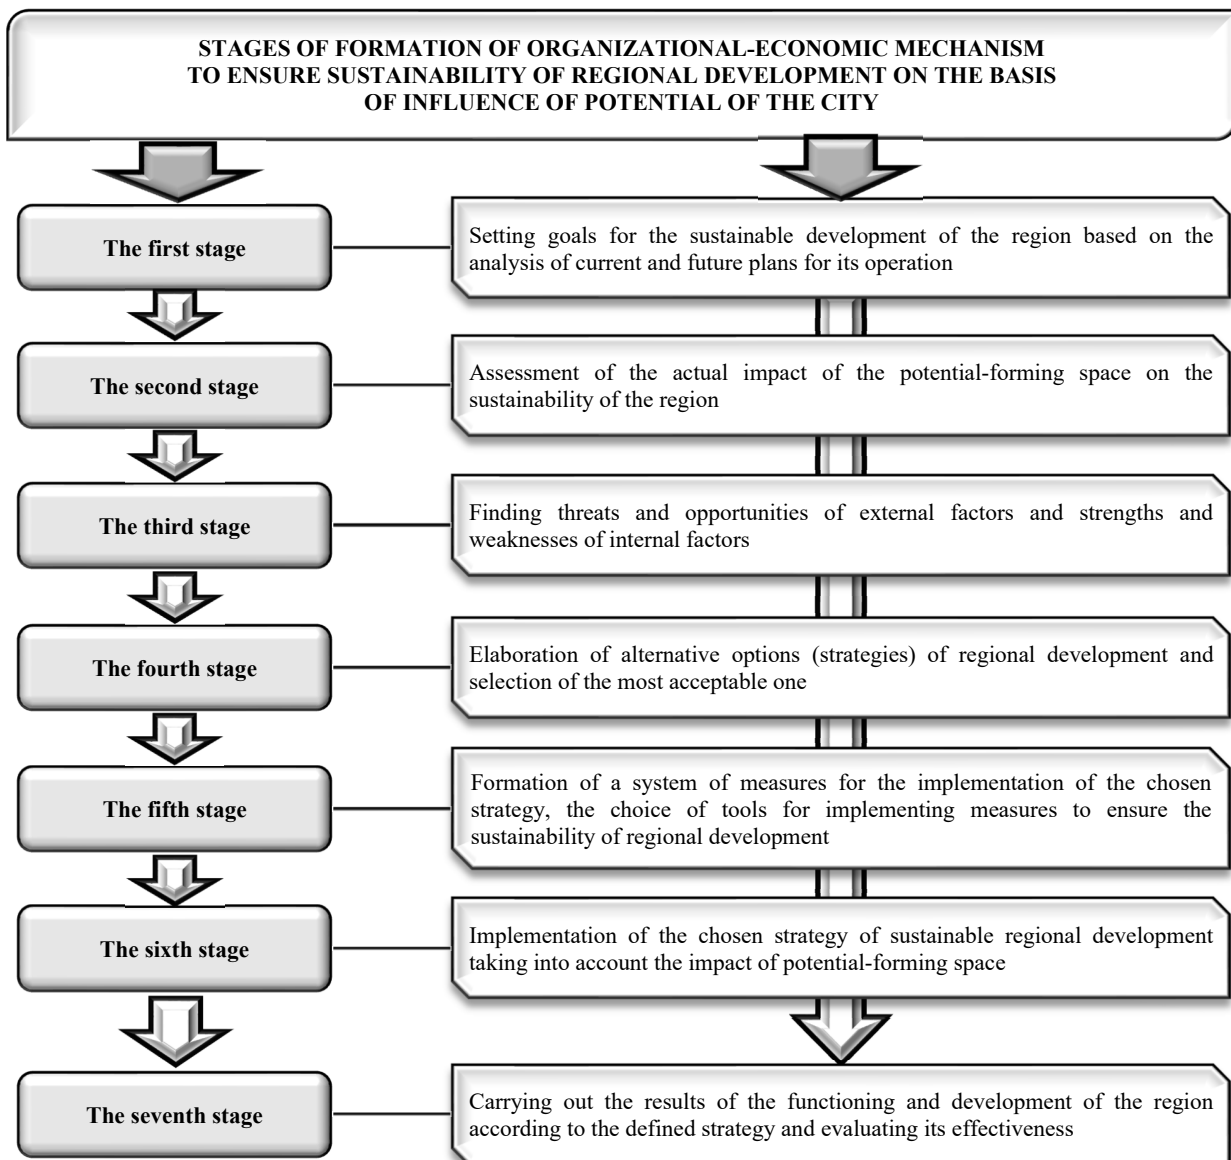 STAGES OF FORMATION OF ORGANIZATIONAL-ECONOMIC MECHANISM
TO ENSURE SUSTAINABILITY OF REGIONAL DEVELOPMENT ON THE BASIS
OF INFLUENCE OF POTENTIAL OF THE CITY
The first stage
Setting goals for the sustainable development of the region based on the
analysis of current and future plans for its operation
The second stage
Assessment of the actual impact of the potential-forming space on the
sustainability of the region
The third stage
Finding threats and opportunities of external factors and strengths and
weaknesses of internal factors
The fourth stage
Elaboration of alternative options (strategies) of regional development and
selection of the most acceptable one
The fifth stage
Formation of a system of measures for the implementation of the chosen
strategy, the choice of tools for implementing measures to ensure the
sustainability of regional development
The sixth stage
Implementation of the chosen strategy of sustainable regional development
taking into account the impact of potential-forming space
The seventh stage
Carrying out the results of the functioning and development of the region
according to the defined strategy and evaluating its effectiveness